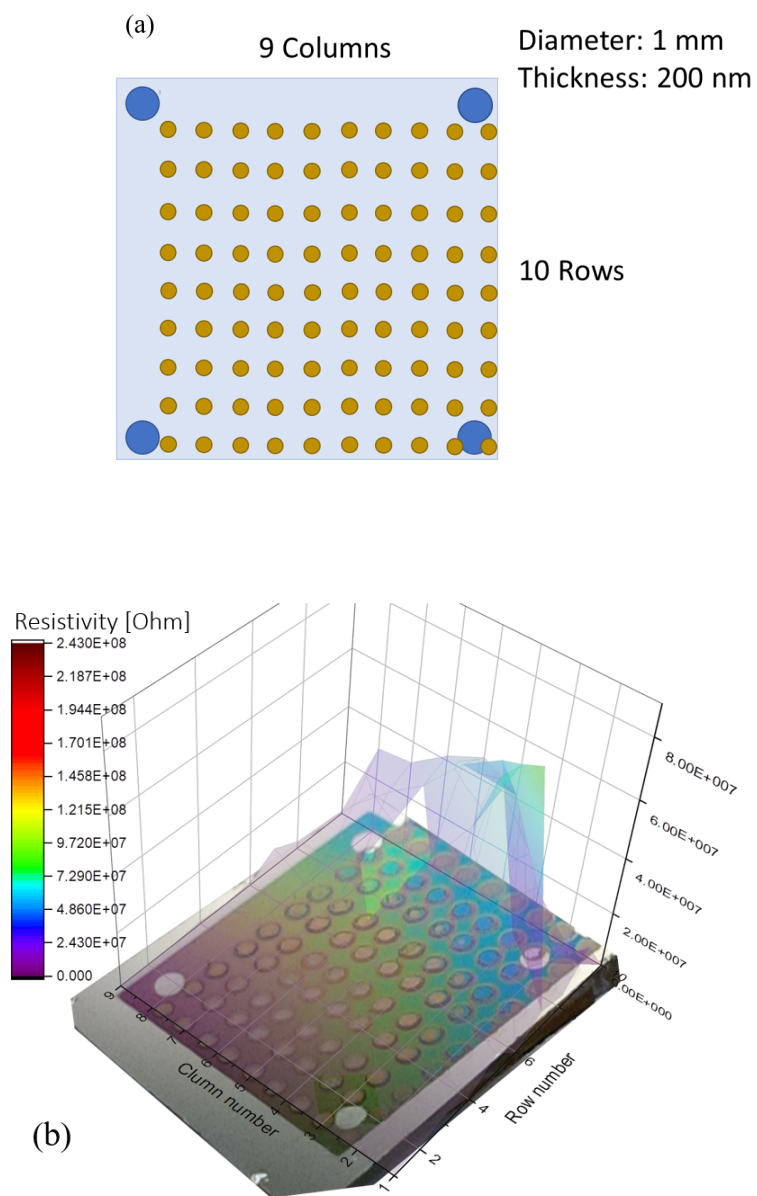 (a)
9 Columns
Diameter: 1 mm
Thickness: 200 nm
10 Rows
Resistivity [Ohm]
2.430E+08
2.187E+08
1.944E+08
1.701E+08
1.458E+08
1.215E+08
9.720E+07
7.290E+07
4.860E+07
2.430E+07
0.000
8.00E+007
6.00E+007
4.00E+007
2.00E+007
9
8
7
6
5
4
3
2
1
Clumn number
2
4
6
Row number
(b)